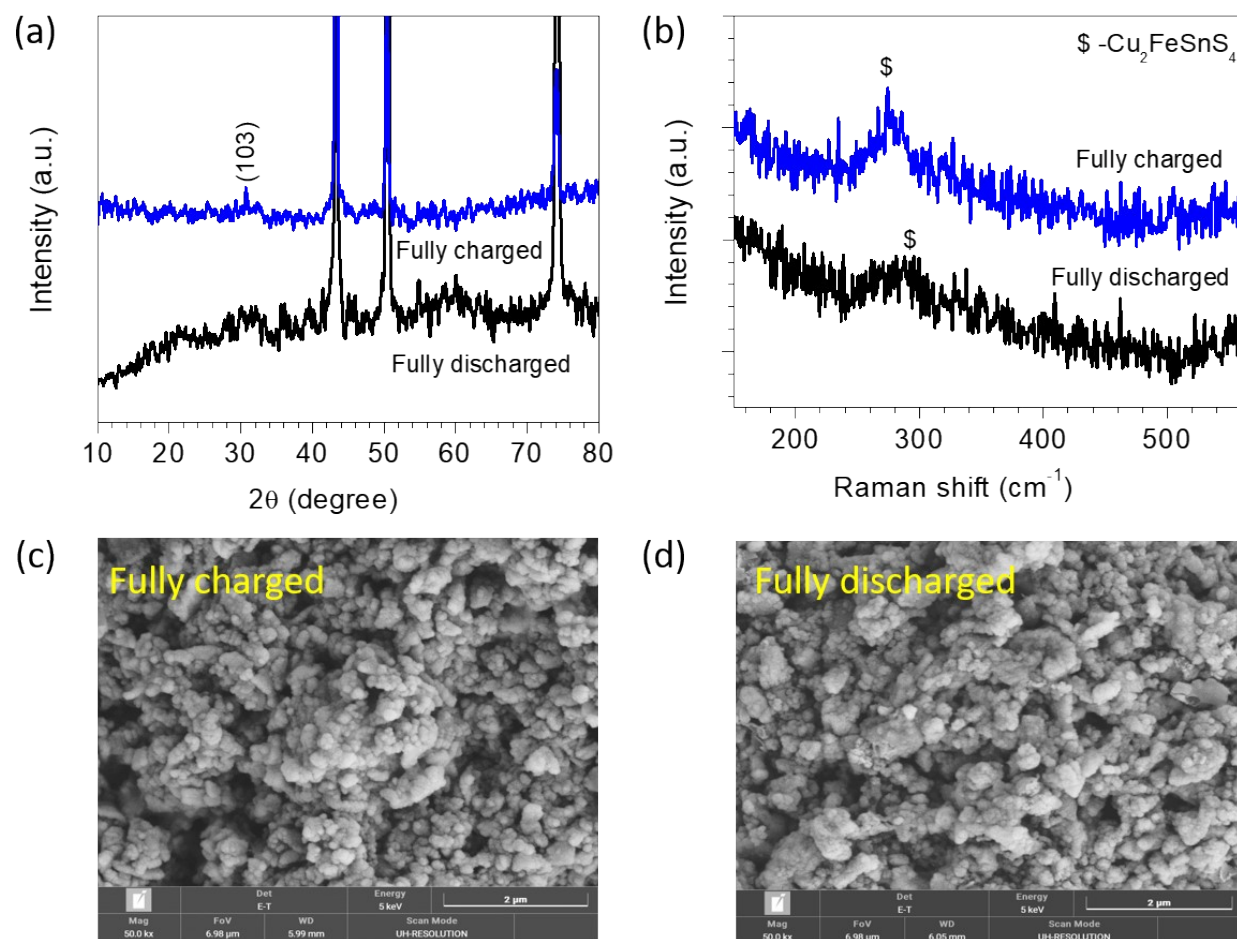 (a)
Intensity (a.u.)
(103)
Fully charged
Fully discharged
10 20 30 40 50 60 70 80
2θ (degree)
(b)
Intensity (a.u.)
$ -Cu₂FeSnS₄
$
Fully charged
$
Fully discharged
200 300 400 500
Raman shift (cm⁻¹)
(c)
Fully charged
Det Energy 2 µm
E-T 5 keV
Mag FoV WD Scan Mode
50.0 kx 6.98 µm 5.99 mm UH-RESOLUTION
(d)
Fully discharged
Det Energy 2 µm
E-T 5 keV
Mag FoV WD Scan Mode
50.0 kx 6.98 µm 6.05 mm UH-RESOLUTION